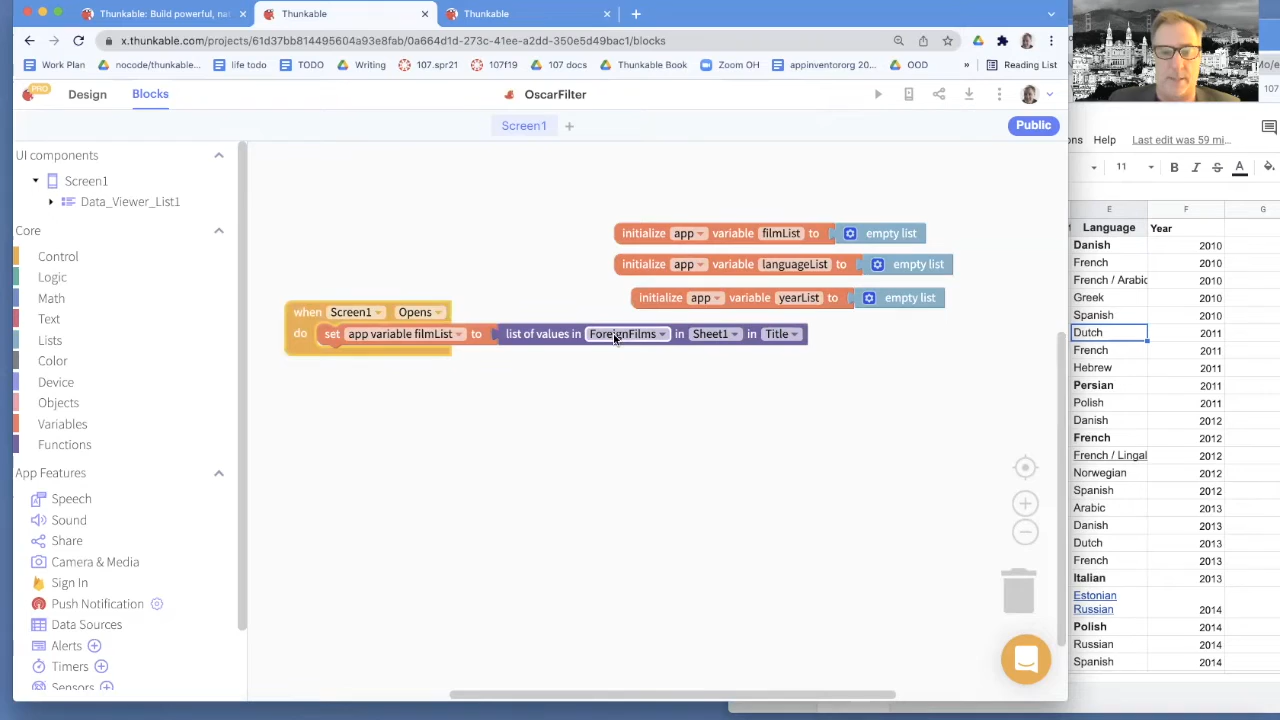 Thunkable: Build powerful, na
Thunkable
Thunkable
x.thunkable.com/projects/61d37bb814495604a91e8fab/0a664d1d-273c-41ee-a2dd-350e5d49bac1/blocks
Work Plan
nocode/thunkable...
life todo
TODO
Writing
107 spr21
107f19
107 docs
Thunkable Book
Zoom OH
appinventororg 20...
OOD
»
Reading List
PRO
Design
Blocks
OscarFilter
Screen1
Public
UI components
Screen1
Data_Viewer_List1
Core
Control
Logic
Math
Text
Lists
Color
Device
Objects
Variables
Functions
App Features
Speech
Sound
Share
Camera & Media
Sign In
Push Notification
Data Sources
Alerts
Timers
Sensors
initialize app variable filmList to empty list
initialize app variable languageList to empty list
initialize app variable yearList to empty list
when Screen1 Opens
do set app variable filmList to list of values in ForeignFilms in Sheet1 in Title
Help Last edit was 59 mi...
11 B I S A
E F G
Language Year
Danish 2010
French 2010
French / Arabic 2010
Greek 2010
Spanish 2010
Dutch 2011
French 2011
Hebrew 2011
Persian 2011
Polish 2011
Danish 2012
French 2012
French / Lingal 2012
Norwegian 2012
Spanish 2012
Arabic 2013
Danish 2013
Dutch 2013
French 2013
Italian 2013
Estonian
Russian 2014
Polish 2014
Russian 2014
Spanish 2014